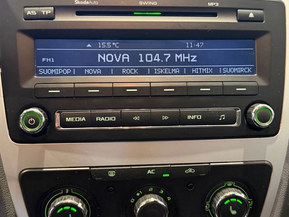 AS TP
SWING
MP3
15.5°C 11:47
FM1
NOVA 104.7 MHz
SUOMIPOP NOVA ROCK ISKELMA HITMIX SUOMIRCK
MEDIA RADIO INFO
AC